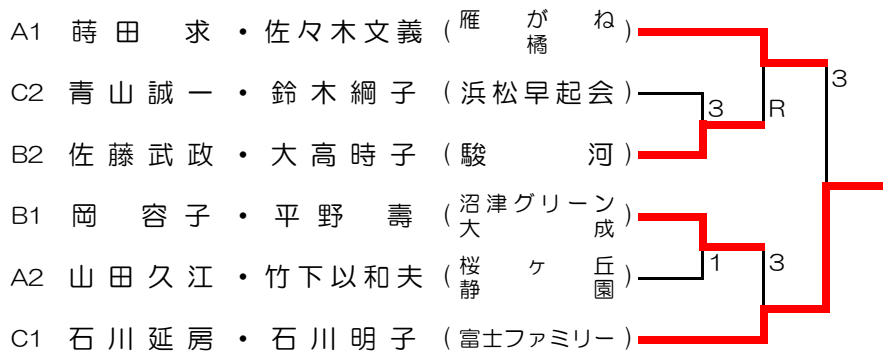 A1 蒔田 求・佐々木文義(雁がね 橘)
3
C2 青山誠一・鈴木綱子(浜松早起会)
3 R
B2 佐藤武政・大高時子(駿河)
B1 岡 容子・平野 壽(沼津グリーン 大成)
A2 山田久江・竹下以和夫(桜ヶ丘 静園)
1 3
C1 石川延房・石川明子(富士ファミリー)